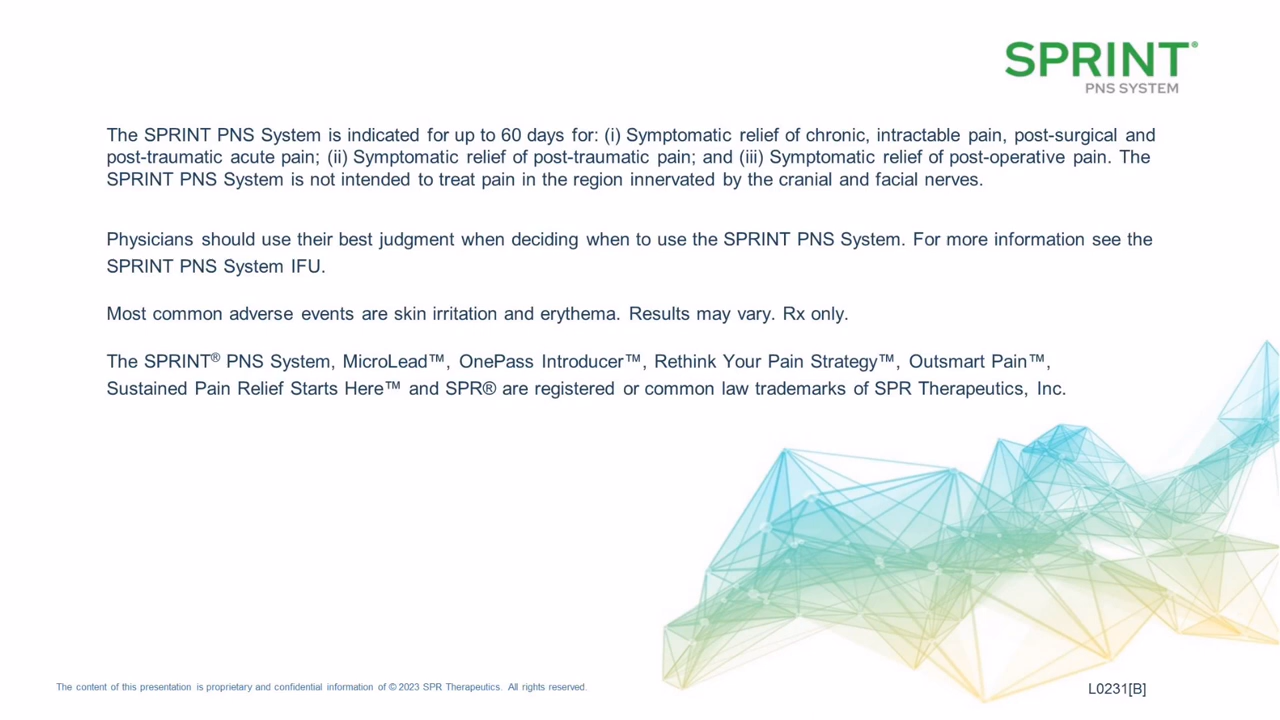 SPRINT®
PNS SYSTEM
The SPRINT PNS System is indicated for up to 60 days for: (i) Symptomatic relief of chronic, intractable pain, post-surgical and
post-traumatic acute pain; (ii) Symptomatic relief of post-traumatic pain; and (iii) Symptomatic relief of post-operative pain. The
SPRINT PNS System is not intended to treat pain in the region innervated by the cranial and facial nerves.
Physicians should use their best judgment when deciding when to use the SPRINT PNS System. For more information see the
SPRINT PNS System IFU.
Most common adverse events are skin irritation and erythema. Results may vary. Rx only.
The SPRINT® PNS System, MicroLead™, OnePass Introducer™, Rethink Your Pain Strategy™, Outsmart Pain™,
Sustained Pain Relief Starts Here™ and SPR® are registered or common law trademarks of SPR Therapeutics, Inc.
The content of this presentation is proprietary and confidential information of © 2023 SPR Therapeutics. All rights reserved.
L0231[B]